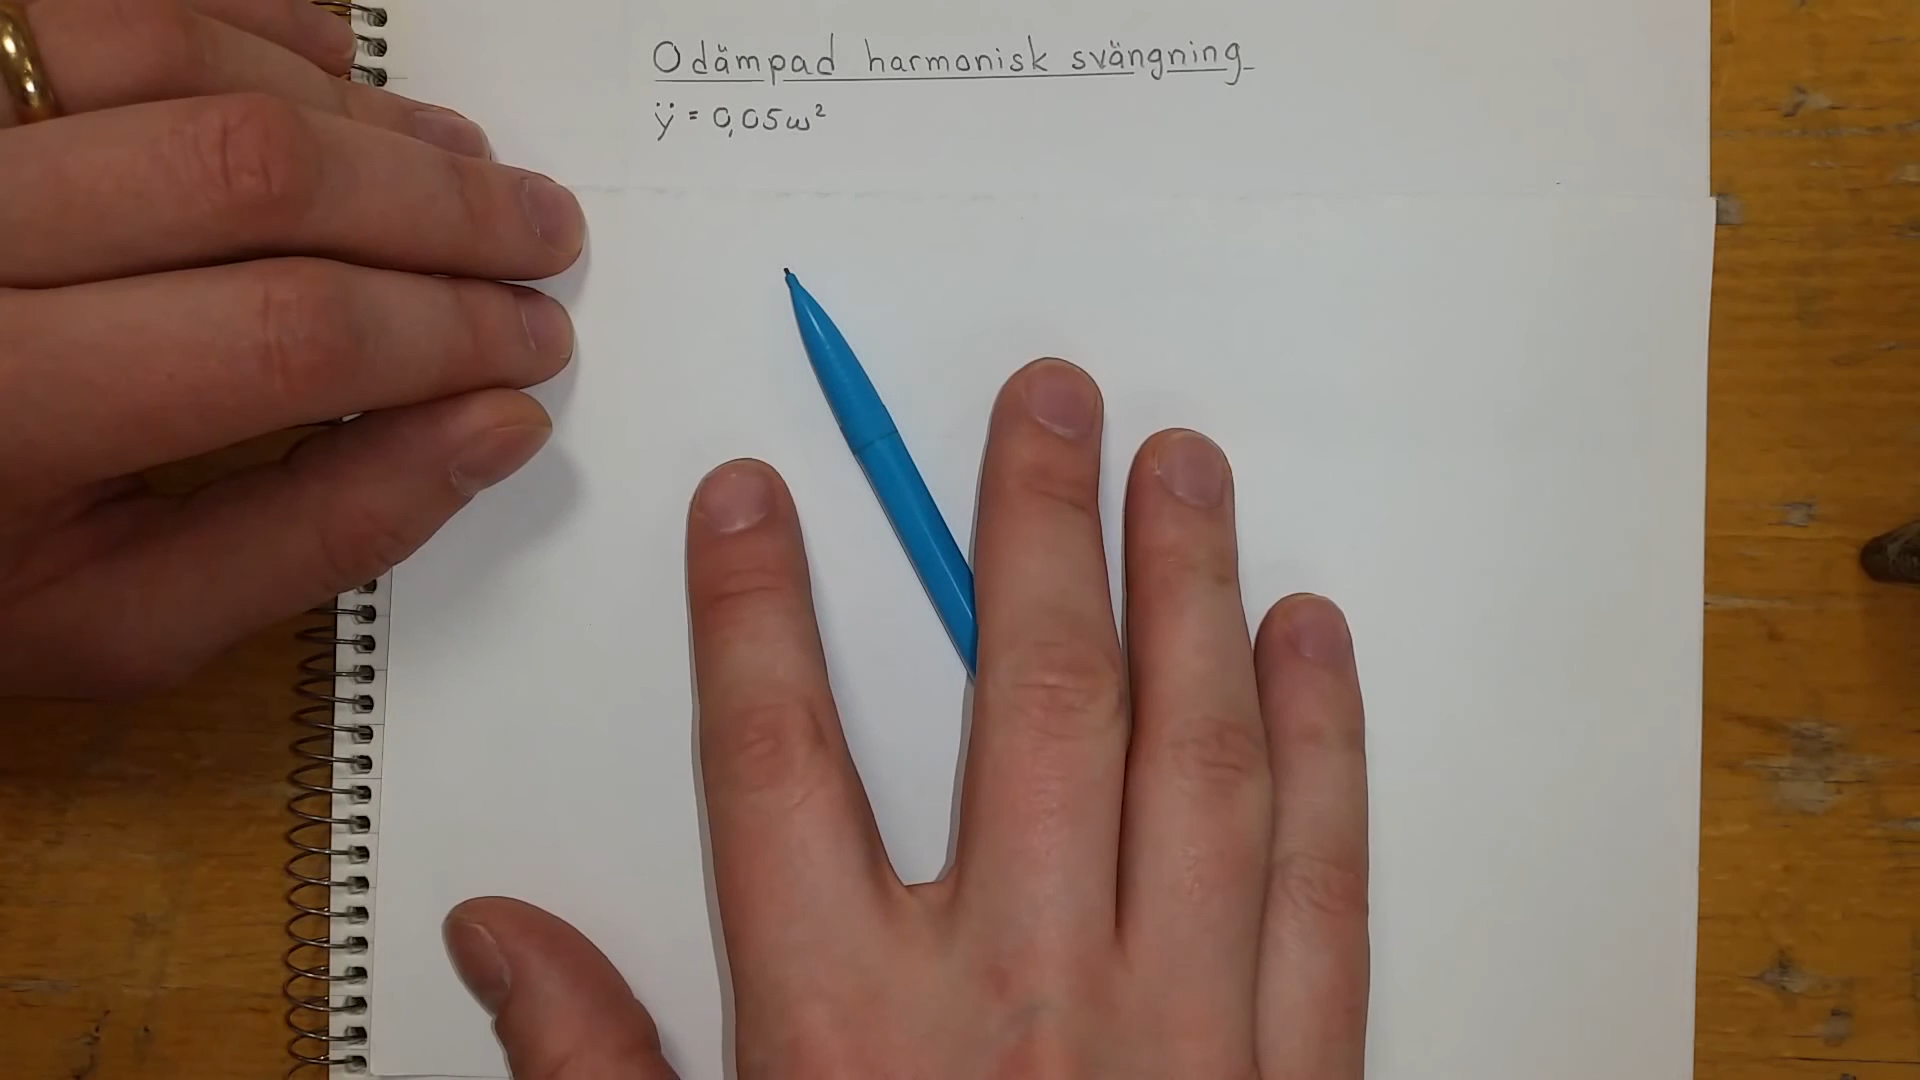 Odämpad harmonisk svängning
ÿ = 0,05ω²